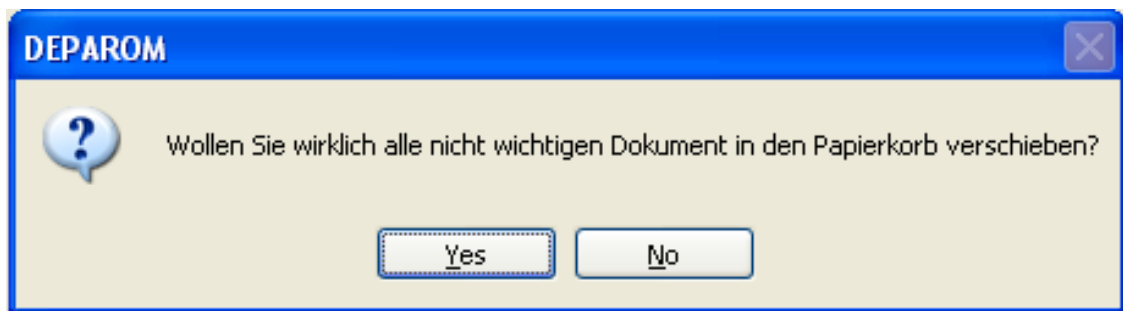 DEPAROM
Wollen Sie wirklich alle nicht wichtigen Dokument in den Papierkorb verschieben?
Yes
No